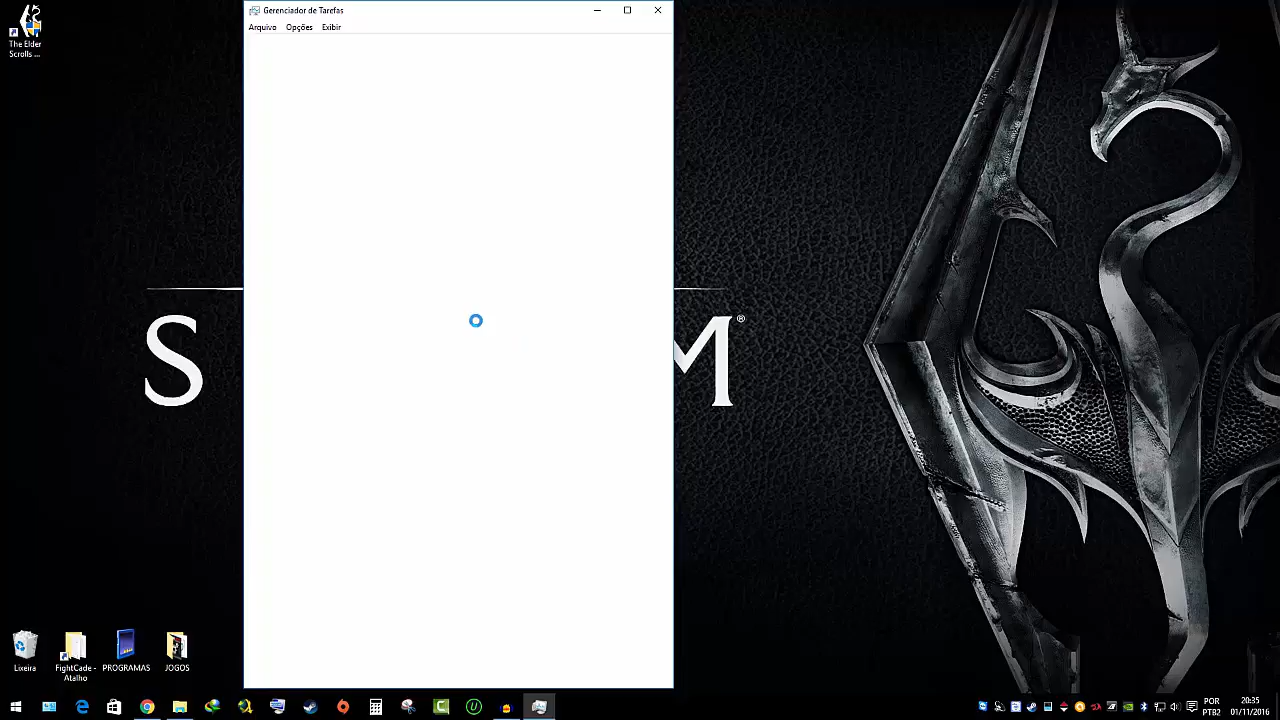 Gerenciador de Tarefas
Arquivo Opções Exibir
The Elder
Scrolls ...
S M®
Lixeira
FightCade -
Atalho
PROGRAMAS
JOGOS
POR
PTB2
20:35
01/11/2016